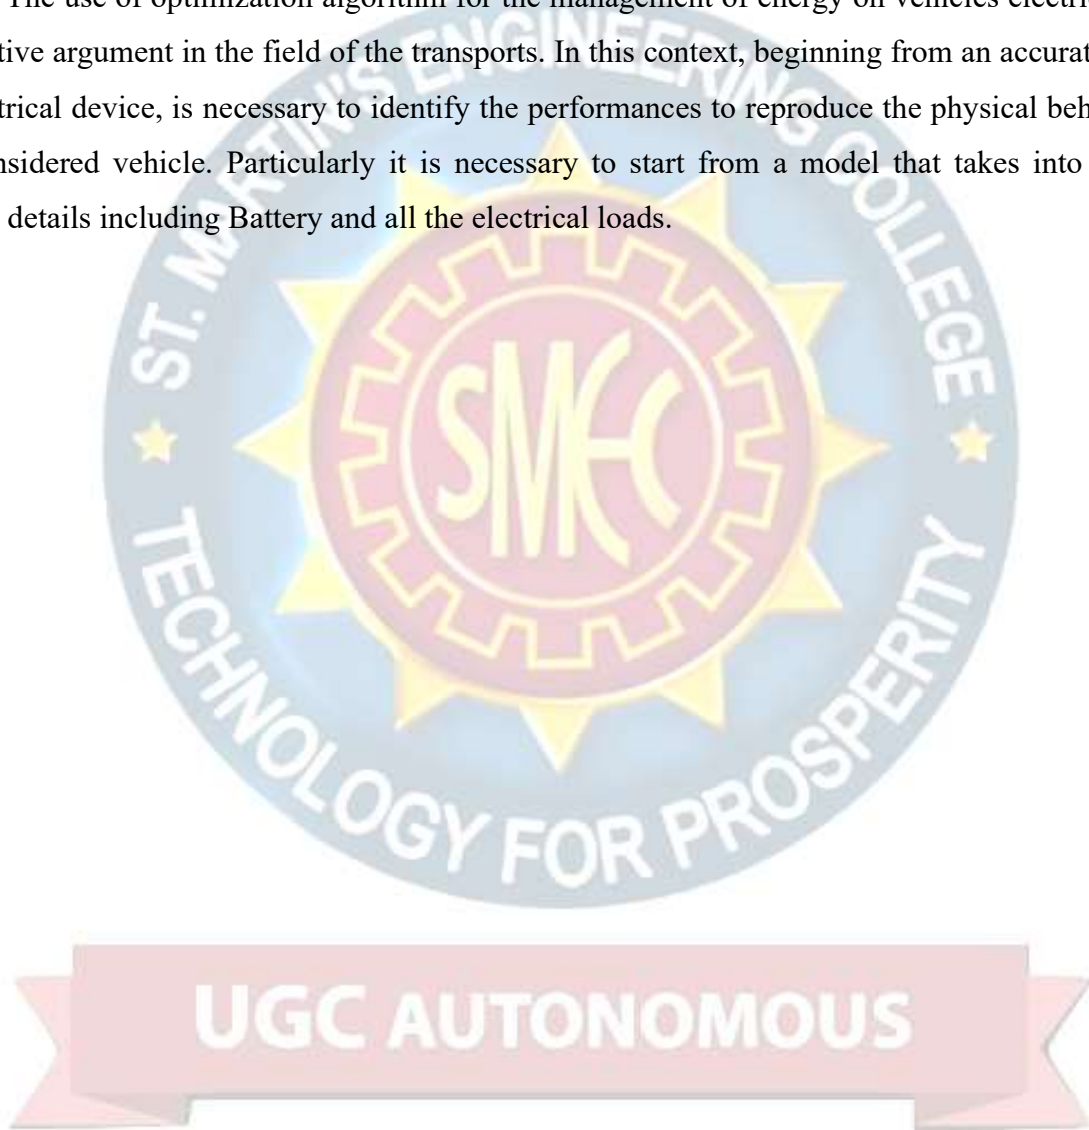 The use of optimization algorithm for the management of energy on vehicles electri
tive argument in the field of the transports. In this context, beginning from an accurat
trical device, is necessary to identify the performances to reproduce the physical beh
nsidered vehicle. Particularly it is necessary to start from a model that takes into
details including Battery and all the electrical loads.
ST. MARTIN'S ENGINEERING COLLEGE
SMEC
TECHNOLOGY FOR PROSPERITY
UGC AUTONOMOUS